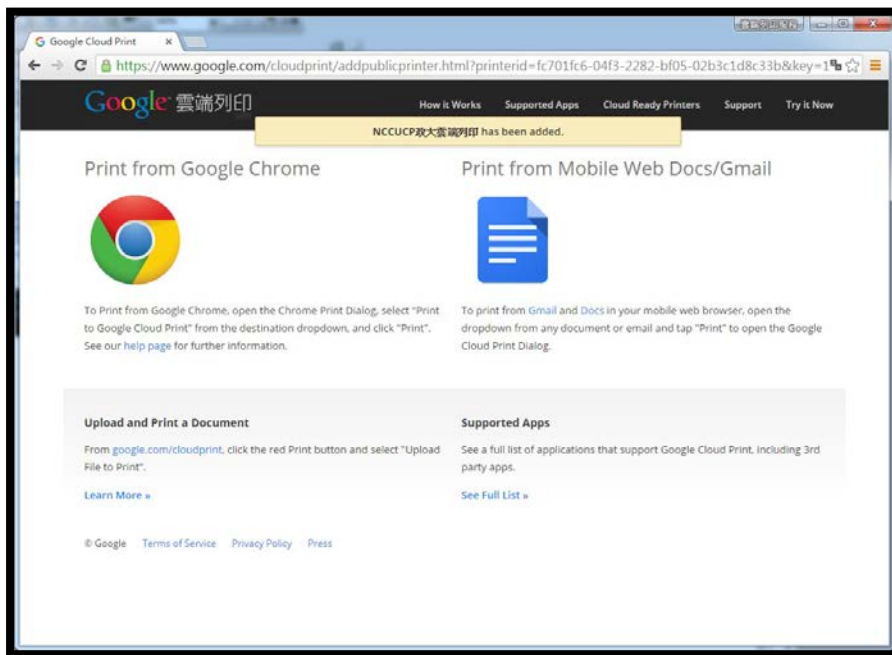 Google Cloud Print
https://www.google.com/cloudprint/addpublicprinter.html?printerid=fc701fc6-04f3-2282-bf05-02b3c1d8c33b&key=1
Google 雲端列印
How it Works Supported Apps Cloud Ready Printers Support Try it Now
NCCUCP政大雲端列印 has been added.
Print from Google Chrome
To Print from Google Chrome, open the Chrome Print Dialog, select "Print
to Google Cloud Print" from the destination dropdown, and click "Print".
See our help page for further information.
Print from Mobile Web Docs/Gmail
To print from Gmail and Docs in your mobile web browser, open the
dropdown from any document or email and tap "Print" to open the Google
Cloud Print Dialog.
Upload and Print a Document
From google.com/cloudprint, click the red Print button and select "Upload
File to Print".
Learn More »
Supported Apps
See a full list of applications that support Google Cloud Print, including 3rd
party apps.
See Full List »
© Google Terms of Service Privacy Policy Press